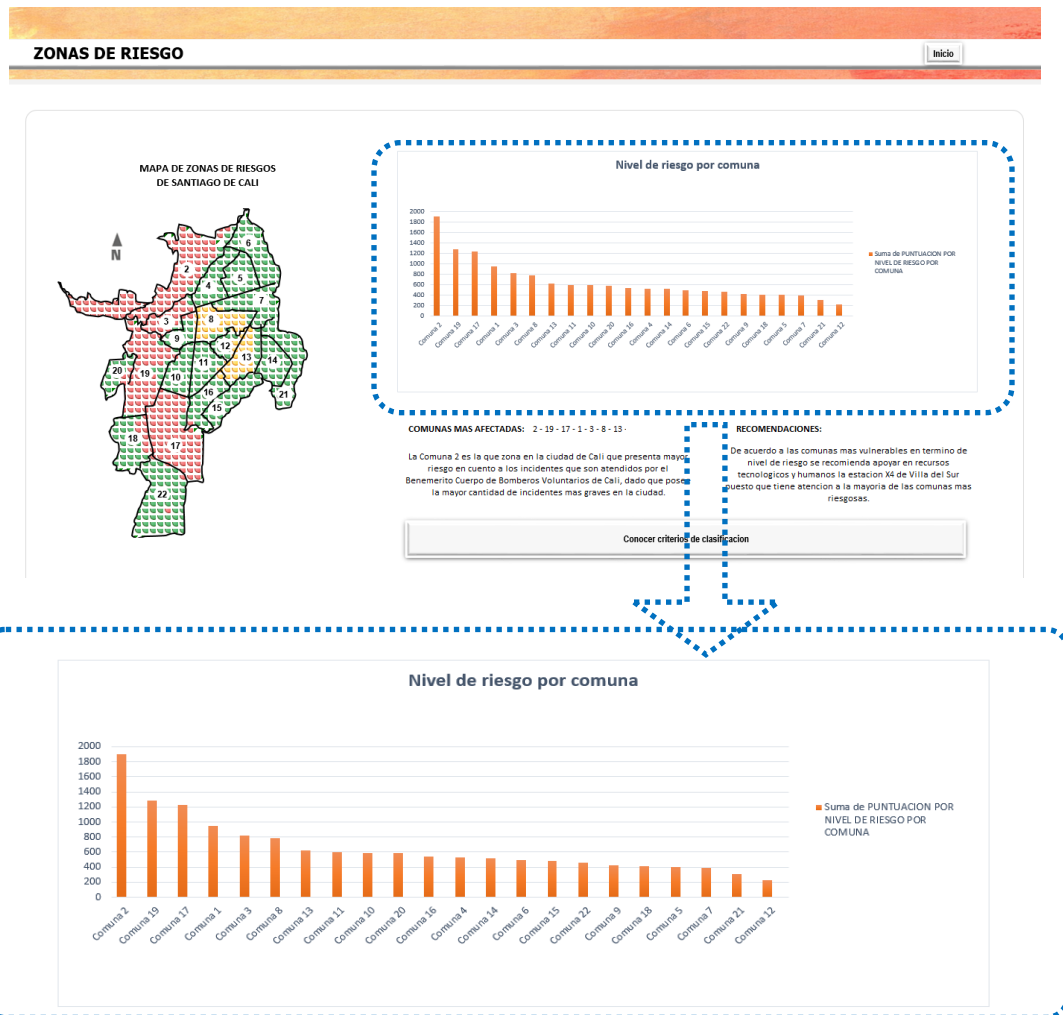 ZONAS DE RIESGO
Inicio
MAPA DE ZONAS DE RIESGOS
DE SANTIAGO DE CALI
N
6
2
5
4
7
3
8
9
12
13
14
11
20
19
10
16
21
15
18
17
22
Nivel de riesgo por comuna
2000
1800
1600
1400
1200
1000
800
600
400
200
0
Comuna 2
Comuna 19
Comuna 17
Comuna 1
Comuna 3
Comuna 8
Comuna 13
Comuna 11
Comuna 10
Comuna 20
Comuna 16
Comuna 4
Comuna 14
Comuna 6
Comuna 15
Comuna 22
Comuna 9
Comuna 18
Comuna 5
Comuna 7
Comuna 21
Comuna 12
Suma de PUNTUACION POR
NIVEL DE RIESGO POR
COMUNA
COMUNAS MAS AFECTADAS: 2 - 19 - 17 - 1 - 3 - 8 - 13 -
La Comuna 2 es la que zona en la ciudad de Cali que presenta mayor
riesgo en cuento a los incidentes que son atendidos por el
Benemerito Cuerpo de Bomberos Voluntarios de Cali, dado que posee
la mayor cantidad de incidentes mas graves en la ciudad.
RECOMENDACIONES:
De acuerdo a las comunas mas vulnerables en termino de
nivel de riesgo se recomienda apoyar en recursos
tecnologicos y humanos la estacion X4 de Villa del Sur
puesto que tiene atencion a la mayoria de las comunas mas
riesgosas.
Conocer criterios de clasificacion
Nivel de riesgo por comuna
2000
1800
1600
1400
1200
1000
800
600
400
200
0
Comuna 2
Comuna 19
Comuna 17
Comuna 1
Comuna 3
Comuna 8
Comuna 13
Comuna 11
Comuna 10
Comuna 20
Comuna 16
Comuna 4
Comuna 14
Comuna 6
Comuna 15
Comuna 22
Comuna 9
Comuna 18
Comuna 5
Comuna 7
Comuna 21
Comuna 12
Suma de PUNTUACION POR
NIVEL DE RIESGO POR
COMUNA